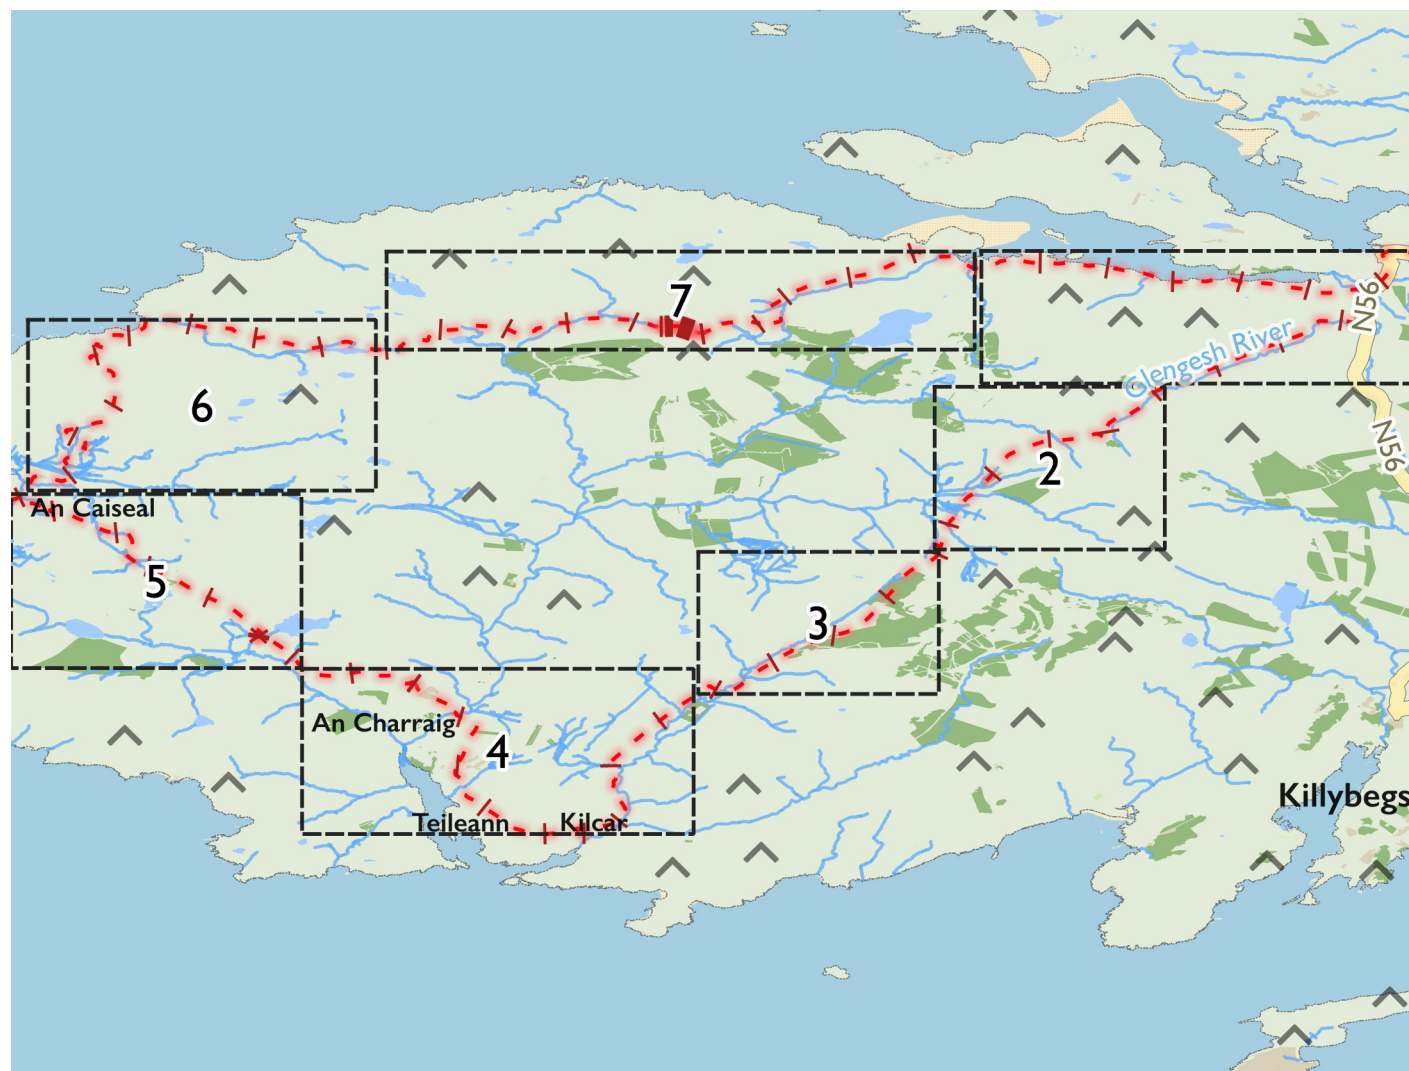 7
N56
Glengesh River
6
N56
2
An Caiseal
5
3
An Charraig
4
Killybegs
Teileann
Kilcar